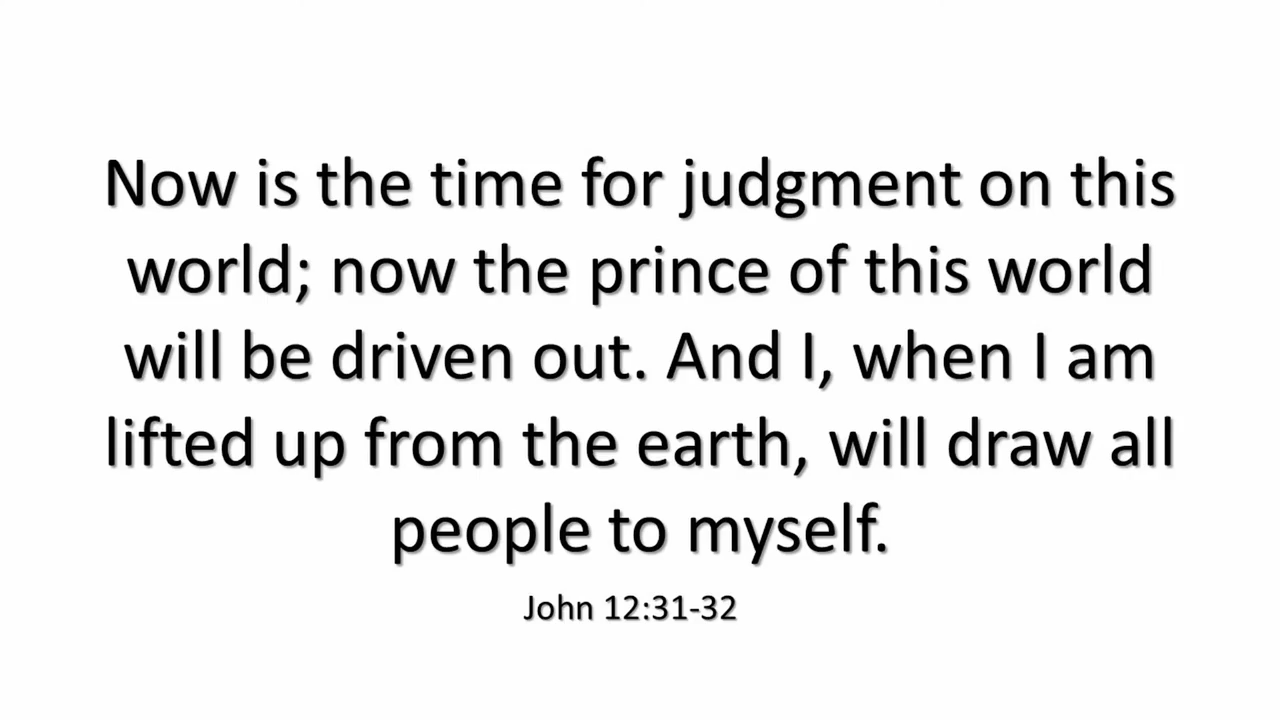 Now is the time for judgment on this
world; now the prince of this world
will be driven out. And I, when I am
lifted up from the earth, will draw all
people to myself.
John 12:31-32